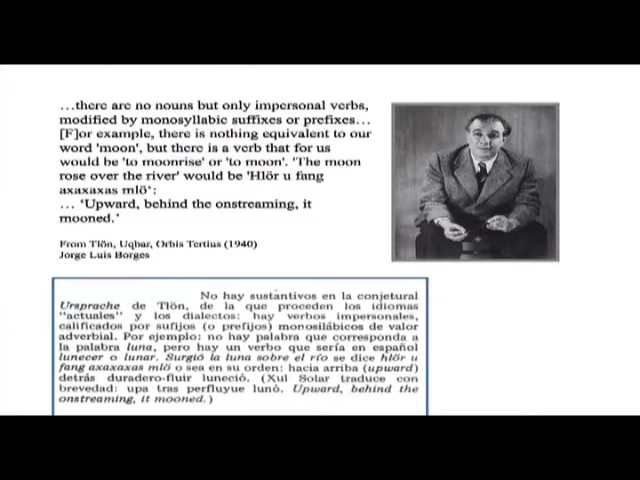 ...there are no nouns but only impersonal verbs,
modified by monosyllabic suffixes or prefixes...
[F]or example, there is nothing equivalent to our
word 'moon', but there is a verb that for us
would be 'to moonrise' or 'to moon'. 'The moon
rose over the river' would be 'Hlör u fang
axaxaxas mlö':
... 'Upward, behind the onstreaming, it
mooned.'
From Tlön, Uqbar, Orbis Tertius (1940)
Jorge Luis Borges
No hay sustantivos en la conjetural
Ursprache de Tlön, de la que proceden los idiomas
"actuales" y los dialectos: hay verbos impersonales,
calificados por sufijos (o prefijos) monosilábicos de valor
adverbial. Por ejemplo: no hay palabra que corresponda a
la palabra luna, pero hay un verbo que sería en español
lunecer o lunar. Surgió la luna sobre el río se dice hlör u
fang axaxaxas mlö o sea en su orden: hacia arriba (upward)
detrás duradero-fluir luneció. (Xul Solar traduce con
brevedad: upa tras perfluyue lunó. Upward, behind the
onstreaming, it mooned.)